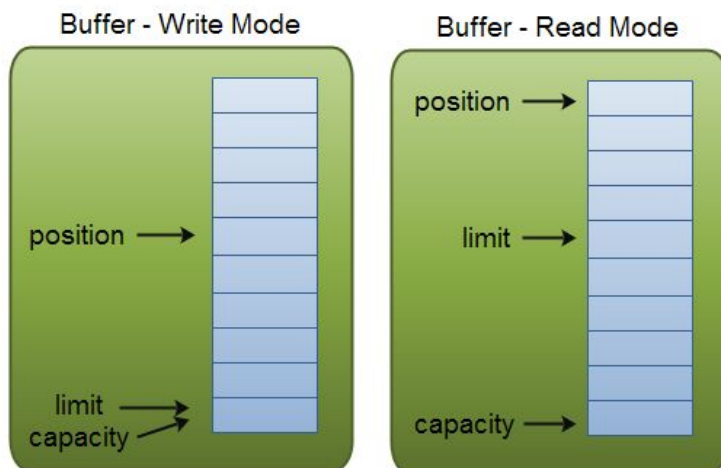 Buffer - Write Mode
position
limit
capacity
Buffer - Read Mode
position
limit
capacity